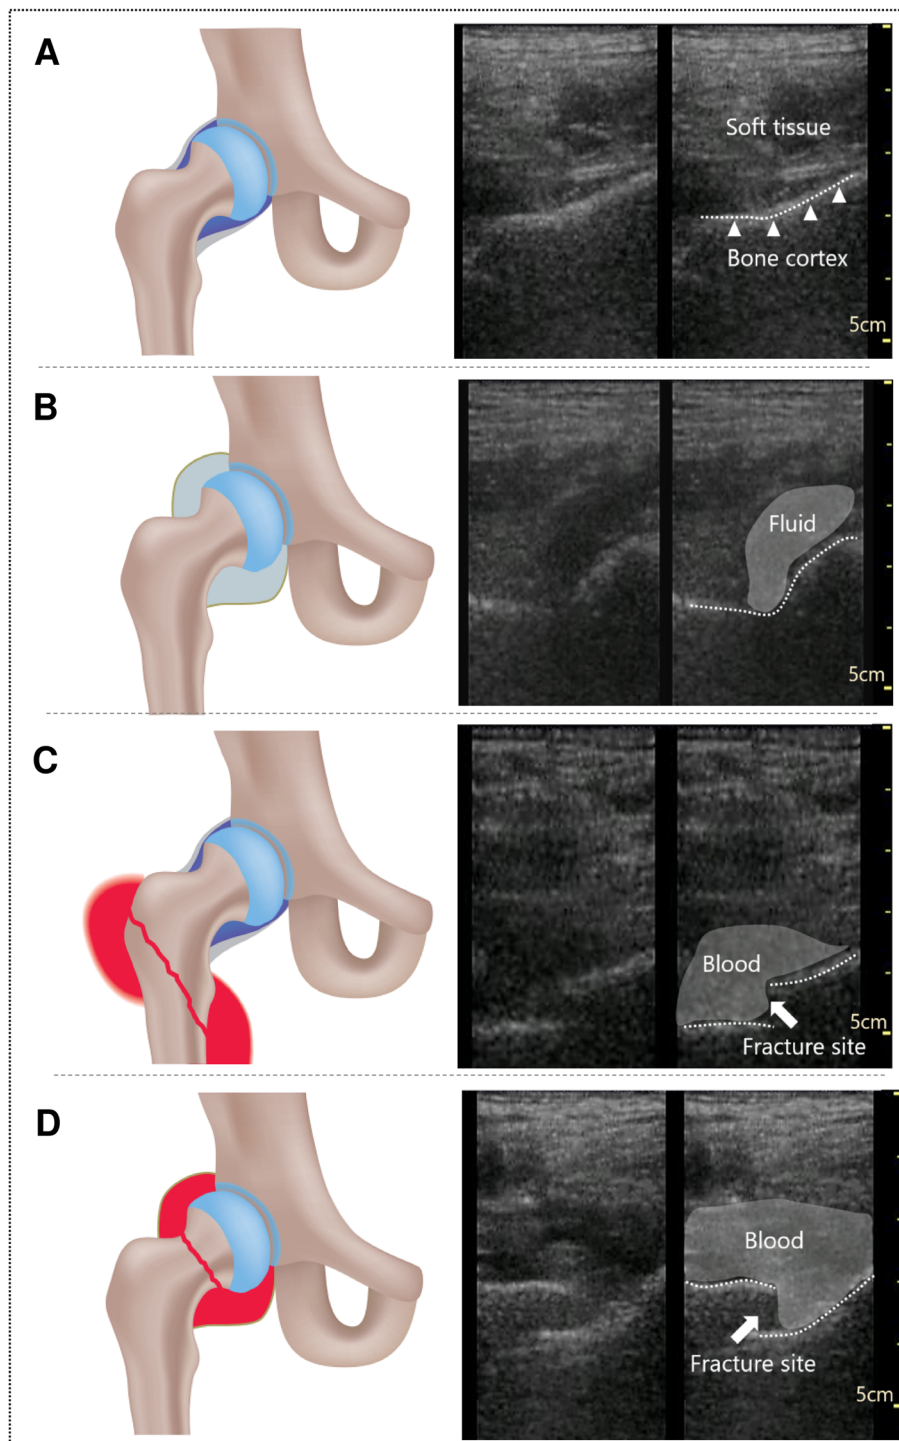 A
Soft tissue
Bone cortex
5cm
B
Fluid
5cm
C
Blood
5cm
Fracture site
D
Blood
Fracture site
5cm